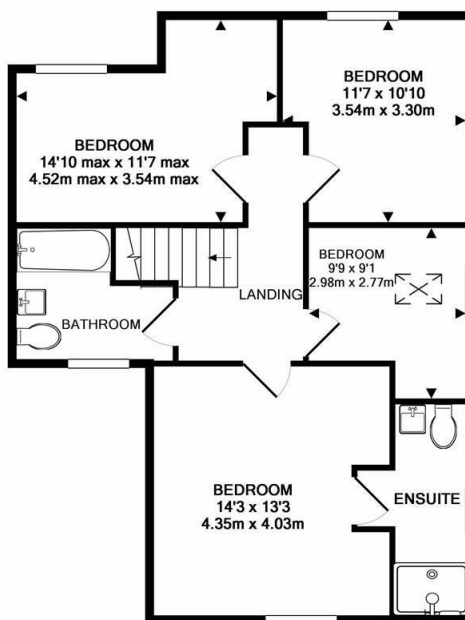 BEDROOM
11'7 x 10'10
3.54m x 3.30m
BEDROOM
14'10 max x 11'7 max
4.52m max x 3.54m max
BEDROOM
9'9 x 9'1
2.98m x 2.77m
LANDING
BATHROOM
BEDROOM
14'3 x 13'3
4.35m x 4.03m
ENSUITE